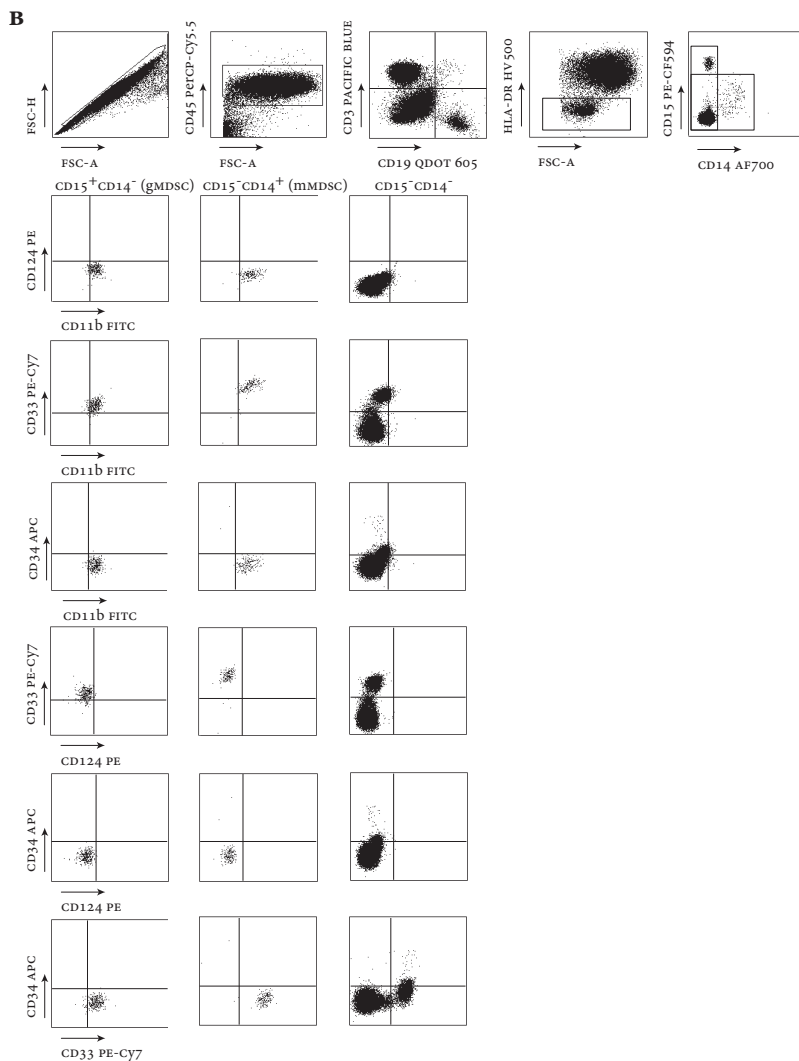 B
FSC-H
FSC-A
CD45 PerCP-Cy5.5
FSC-A
CD3 PACIFIC BLUE
CD19 QDOT 605
HLA-DR HV500
FSC-A
CD15 PE-CF594
CD14 AF700
CD15⁺CD14⁻ (gMDSC)
CD15⁻CD14⁺ (mMDSC)
CD15⁻CD14⁻
CD124 PE
CD11b FITC
CD33 PE-Cy7
CD11b FITC
CD34 APC
CD11b FITC
CD33 PE-Cy7
CD124 PE
CD34 APC
CD124 PE
CD34 APC
CD33 PE-Cy7